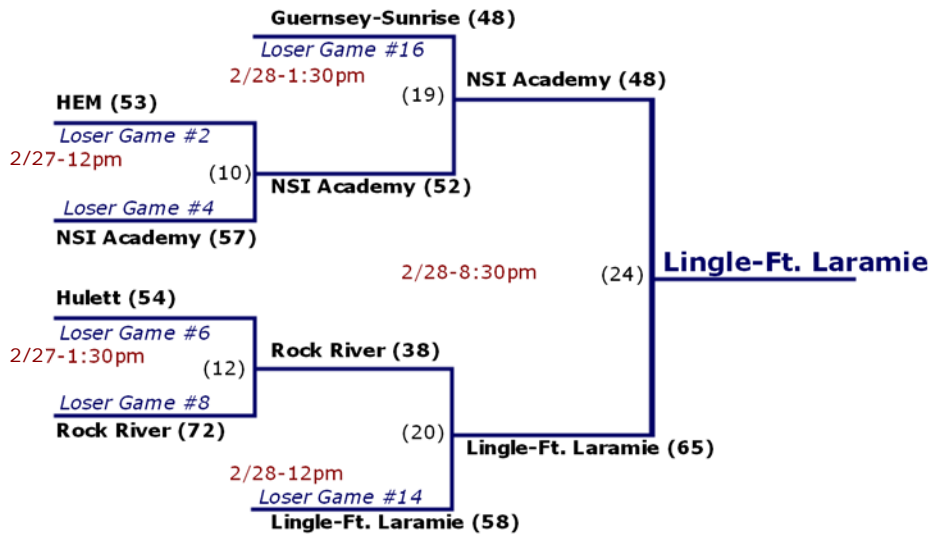 Guernsey-Sunrise (48)
Loser Game #16
2/28-1:30pm
(19)
NSI Academy (48)
HEM (53)
Loser Game #2
2/27-12pm
(10)
NSI Academy (52)
Loser Game #4
NSI Academy (57)
2/28-8:30pm
(24)
Lingle-Ft. Laramie
Hulett (54)
Loser Game #6
2/27-1:30pm
(12)
Rock River (38)
Loser Game #8
Rock River (72)
(20)
Lingle-Ft. Laramie (65)
2/28-12pm
Loser Game #14
Lingle-Ft. Laramie (58)